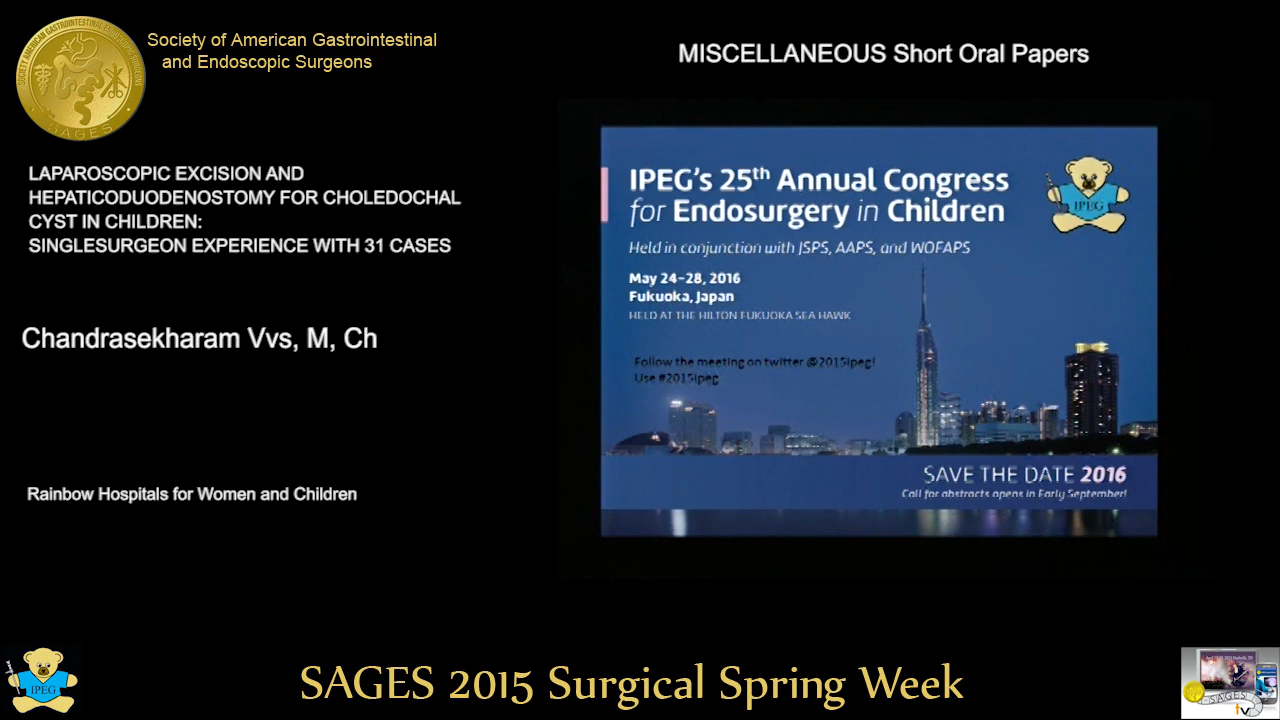 Society of American Gastrointestinal
and Endoscopic Surgeons
SAGES
MISCELLANEOUS Short Oral Papers
LAPAROSCOPIC EXCISION AND
HEPATICODUODENOSTOMY FOR CHOLEDOCHAL
CYST IN CHILDREN:
SINGLESURGEON EXPERIENCE WITH 31 CASES
Chandrasekharam Vvs, M, Ch
Rainbow Hospitals for Women and Children
IPEG's 25th Annual Congress
for Endosurgery in Children
IPEG
Held in conjunction with JSPS, AAPS, and WOFAPS
May 24-28, 2016
Fukuoka, Japan
HELD AT THE HILTON FUKUOKA SEA HAWK
Follow the meeting on twitter @2015ipeg!
Use #2015ipeg
SAVE THE DATE 2016
Call for abstracts opens in Early September!
IPEG
SAGES 2015 Surgical Spring Week
SAGES
tv